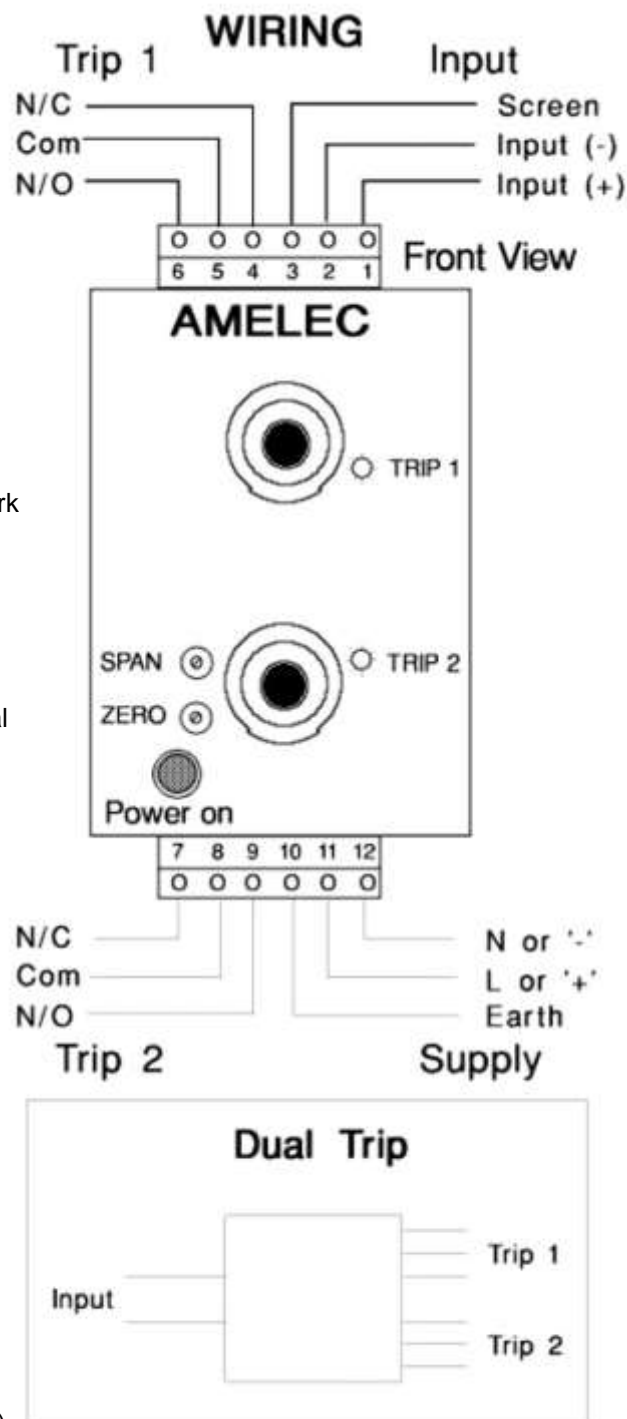 WIRING
Trip 1 Input
N/C Screen
Com Input (-)
N/O Input (+)
6 5 4 3 2 1 Front View
AMELEC
TRIP 1
rk
SPAN TRIP 2
ZERO
al
Power on
7 8 9 10 11 12
N/C N or '-'
Com L or '+'
N/O Earth
Trip 2 Supply
Dual Trip
Trip 1
Input
Trip 2
)